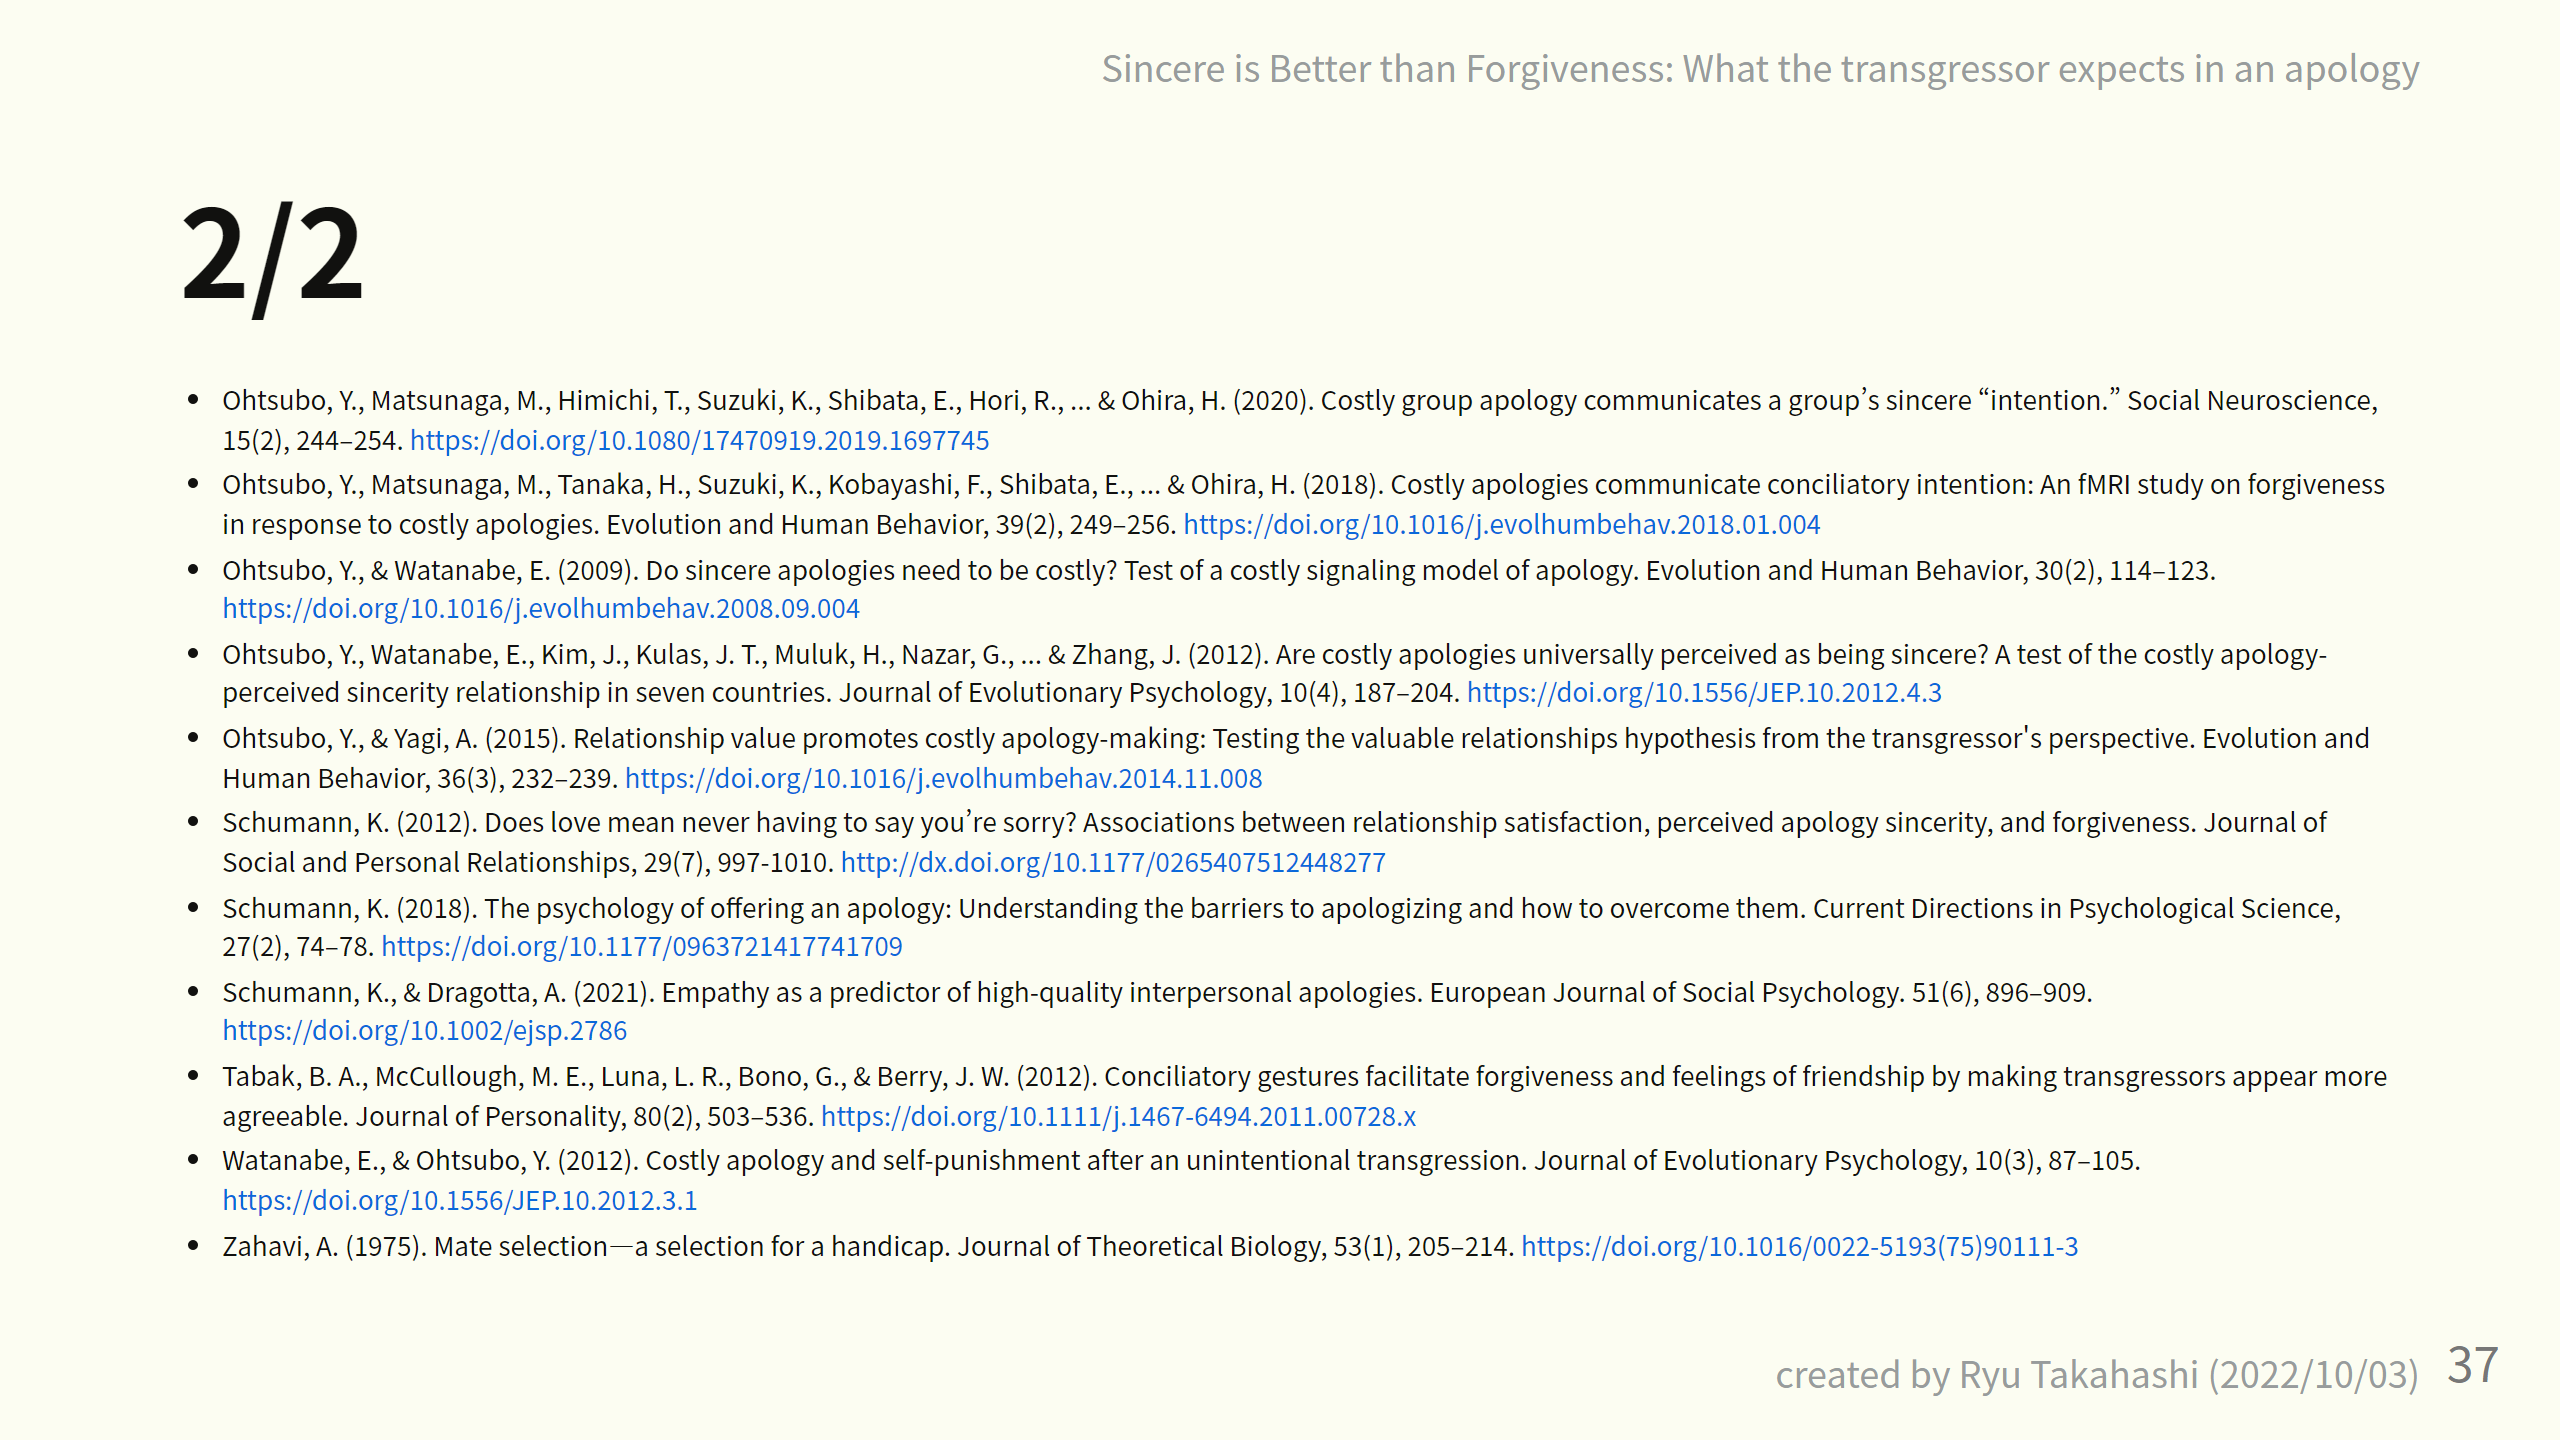 Sincere is Better than Forgiveness: What the transgressor expects in an apology
2/2
• Ohtsubo, Y., Matsunaga, M., Himichi, T., Suzuki, K., Shibata, E., Hori, R., ... & Ohira, H. (2020). Costly group apology communicates a group’s sincere “intention.” Social Neuroscience,
15(2), 244–254. https://doi.org/10.1080/17470919.2019.1697745
• Ohtsubo, Y., Matsunaga, M., Tanaka, H., Suzuki, K., Kobayashi, F., Shibata, E., ... & Ohira, H. (2018). Costly apologies communicate conciliatory intention: An fMRI study on forgiveness
in response to costly apologies. Evolution and Human Behavior, 39(2), 249–256. https://doi.org/10.1016/j.evolhumbehav.2018.01.004
• Ohtsubo, Y., & Watanabe, E. (2009). Do sincere apologies need to be costly? Test of a costly signaling model of apology. Evolution and Human Behavior, 30(2), 114–123.
https://doi.org/10.1016/j.evolhumbehav.2008.09.004
• Ohtsubo, Y., Watanabe, E., Kim, J., Kulas, J. T., Muluk, H., Nazar, G., ... & Zhang, J. (2012). Are costly apologies universally perceived as being sincere? A test of the costly apology-
perceived sincerity relationship in seven countries. Journal of Evolutionary Psychology, 10(4), 187–204. https://doi.org/10.1556/JEP.10.2012.4.3
• Ohtsubo, Y., & Yagi, A. (2015). Relationship value promotes costly apology-making: Testing the valuable relationships hypothesis from the transgressor's perspective. Evolution and
Human Behavior, 36(3), 232–239. https://doi.org/10.1016/j.evolhumbehav.2014.11.008
• Schumann, K. (2012). Does love mean never having to say you’re sorry? Associations between relationship satisfaction, perceived apology sincerity, and forgiveness. Journal of
Social and Personal Relationships, 29(7), 997-1010. http://dx.doi.org/10.1177/0265407512448277
• Schumann, K. (2018). The psychology of offering an apology: Understanding the barriers to apologizing and how to overcome them. Current Directions in Psychological Science,
27(2), 74–78. https://doi.org/10.1177/0963721417741709
• Schumann, K., & Dragotta, A. (2021). Empathy as a predictor of high-quality interpersonal apologies. European Journal of Social Psychology. 51(6), 896–909.
https://doi.org/10.1002/ejsp.2786
• Tabak, B. A., McCullough, M. E., Luna, L. R., Bono, G., & Berry, J. W. (2012). Conciliatory gestures facilitate forgiveness and feelings of friendship by making transgressors appear more
agreeable. Journal of Personality, 80(2), 503–536. https://doi.org/10.1111/j.1467-6494.2011.00728.x
• Watanabe, E., & Ohtsubo, Y. (2012). Costly apology and self-punishment after an unintentional transgression. Journal of Evolutionary Psychology, 10(3), 87–105.
https://doi.org/10.1556/JEP.10.2012.3.1
• Zahavi, A. (1975). Mate selection—a selection for a handicap. Journal of Theoretical Biology, 53(1), 205–214. https://doi.org/10.1016/0022-5193(75)90111-3
created by Ryu Takahashi (2022/10/03) 37